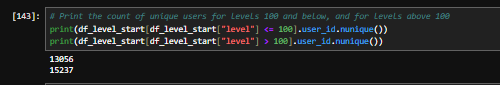 [143]: # Print the count of unique users for levels 100 and below, and for levels above 100
print(df_level_start[df_level_start["level"] <= 100].user_id.nunique())
print(df_level_start[df_level_start["level"] > 100].user_id.nunique())
13056
15237